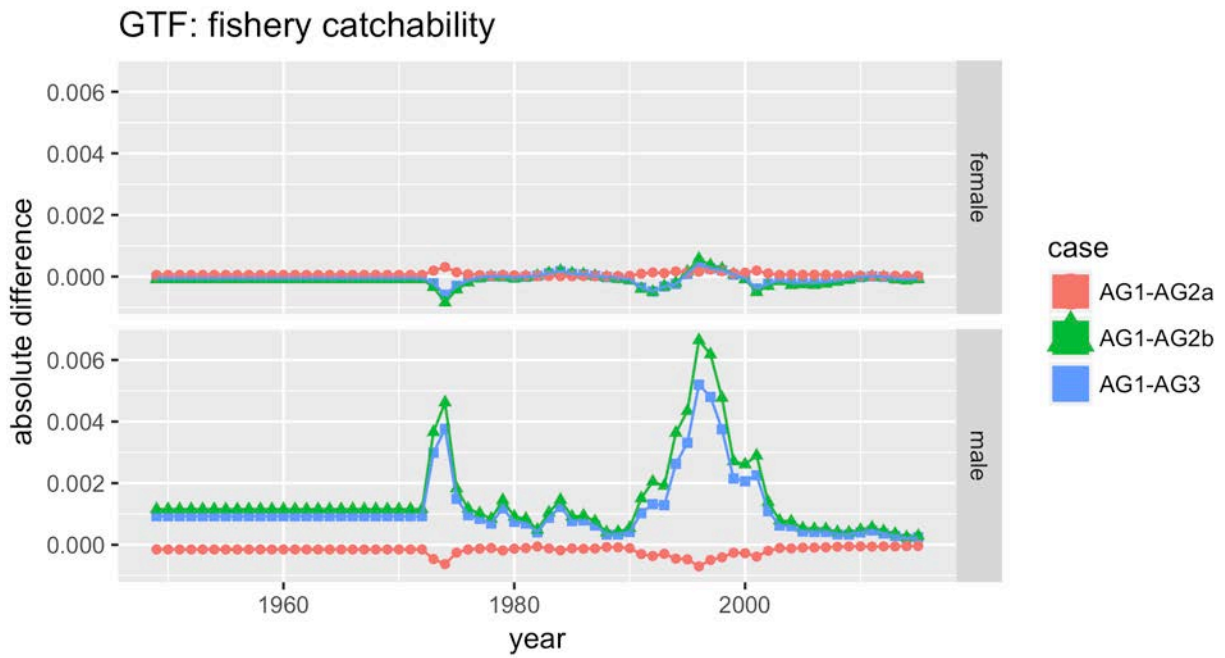 GTF: fishery catchability
absolute difference
0.006
0.004
0.002
0.000
female
0.006
0.004
0.002
0.000
male
1960
1980
2000
year
case
AG1-AG2a
AG1-AG2b
AG1-AG3